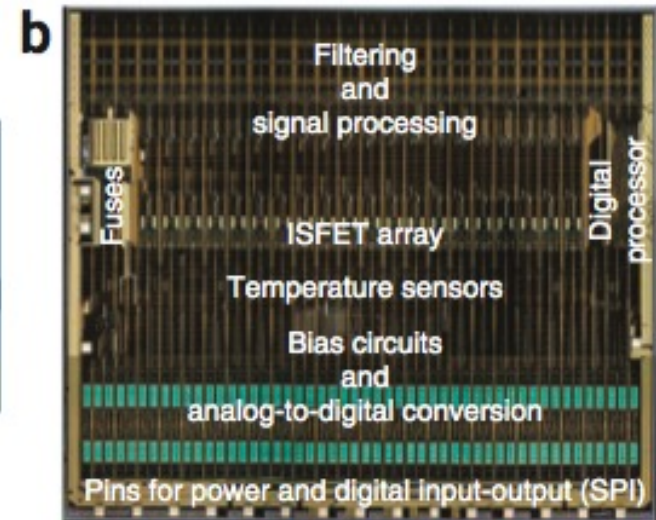 b
Filtering
and
signal processing
Fuses
Digital
processor
ISFET array
Temperature sensors
Bias circuits
and
analog-to-digital conversion
Pins for power and digital input-output (SPI)